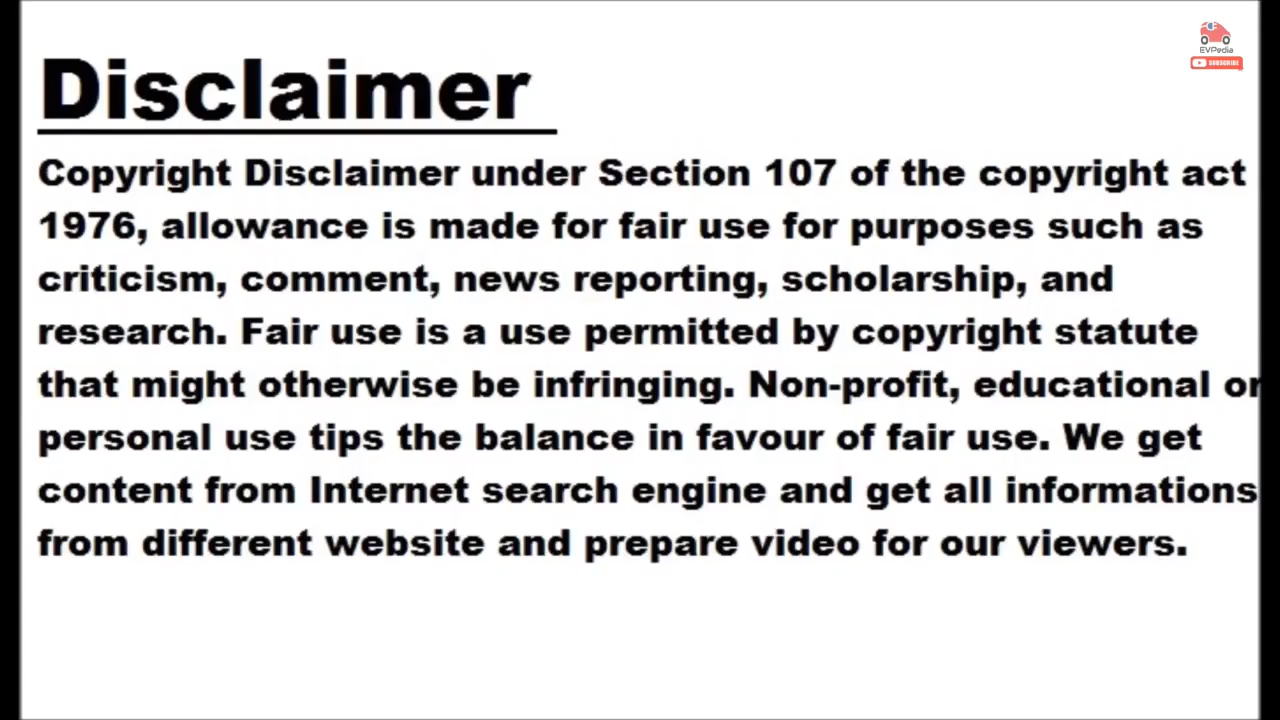 EVPedia
SUBSCRIBE
Disclaimer
Copyright Disclaimer under Section 107 of the copyright act
1976, allowance is made for fair use for purposes such as
criticism, comment, news reporting, scholarship, and
research. Fair use is a use permitted by copyright statute
that might otherwise be infringing. Non-profit, educational or
personal use tips the balance in favour of fair use. We get
content from Internet search engine and get all informations
from different website and prepare video for our viewers.